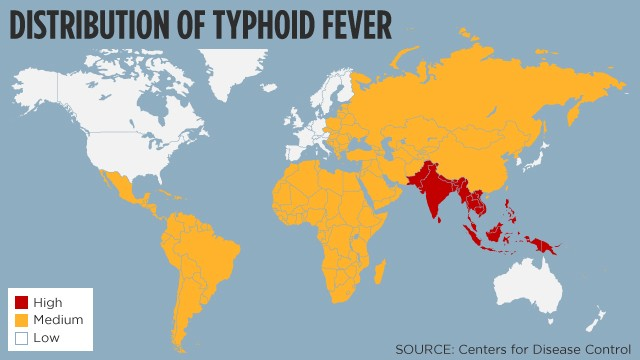 DISTRIBUTION OF TYPHOID FEVER
High
Medium
Low
SOURCE: Centers for Disease Control